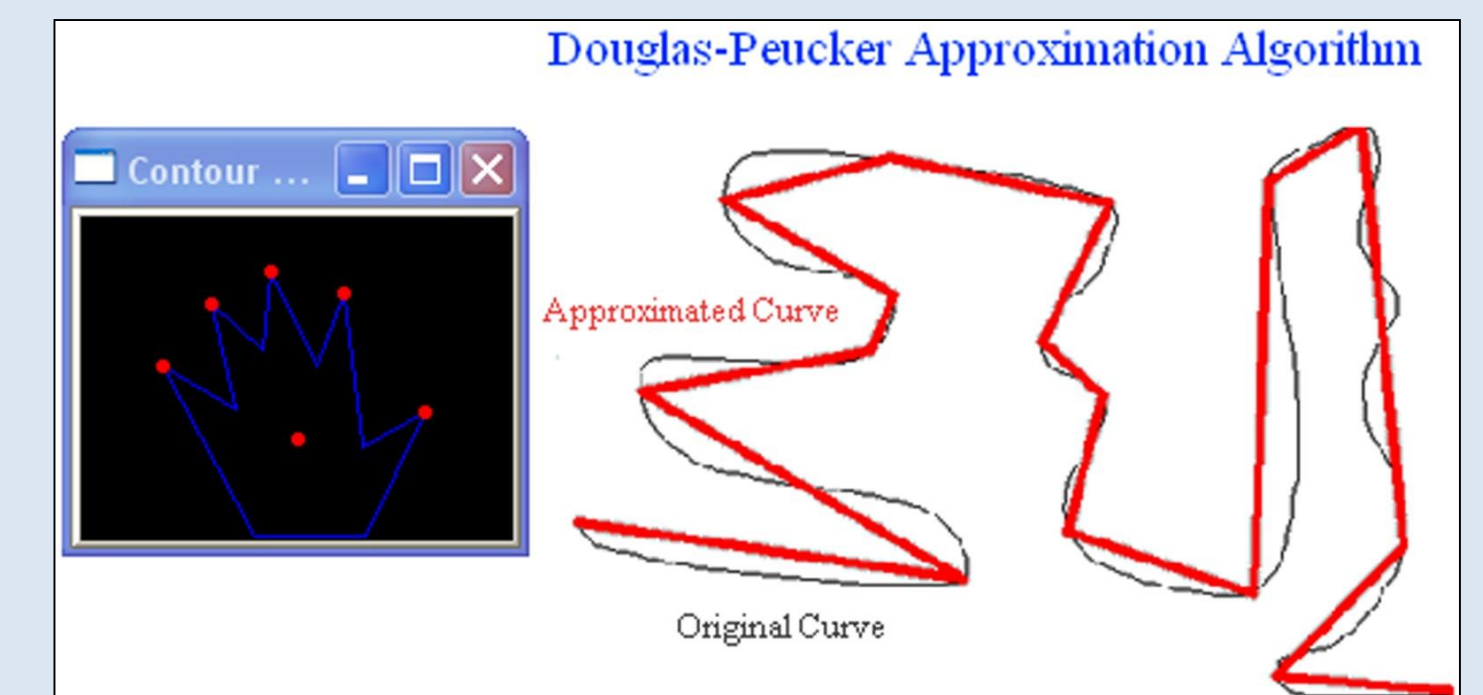 Douglas-Peucker Approximation Algorithm
Contour ...
Approximated Curve
Original Curve